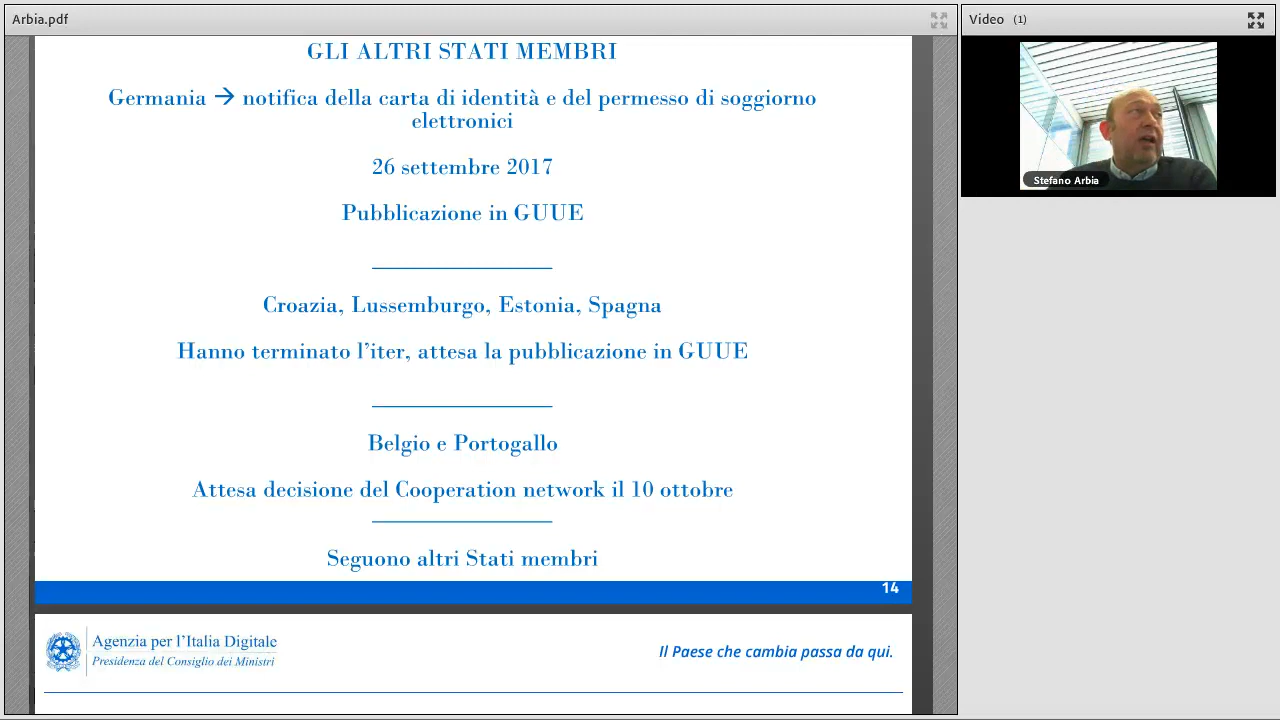 Arbia.pdf
Video (1)
GLI ALTRI STATI MEMBRI
Germania → notifica della carta di identità e del permesso di soggiorno
elettronici
26 settembre 2017
Pubblicazione in GUUE
Croazia, Lussemburgo, Estonia, Spagna
Hanno terminato l’iter, attesa la pubblicazione in GUUE
Belgio e Portogallo
Attesa decisione del Cooperation network il 10 ottobre
Seguono altri Stati membri
14
Agenzia per l’Italia Digitale
Presidenza del Consiglio dei Ministri
Il Paese che cambia passa da qui.
Stefano Arbia